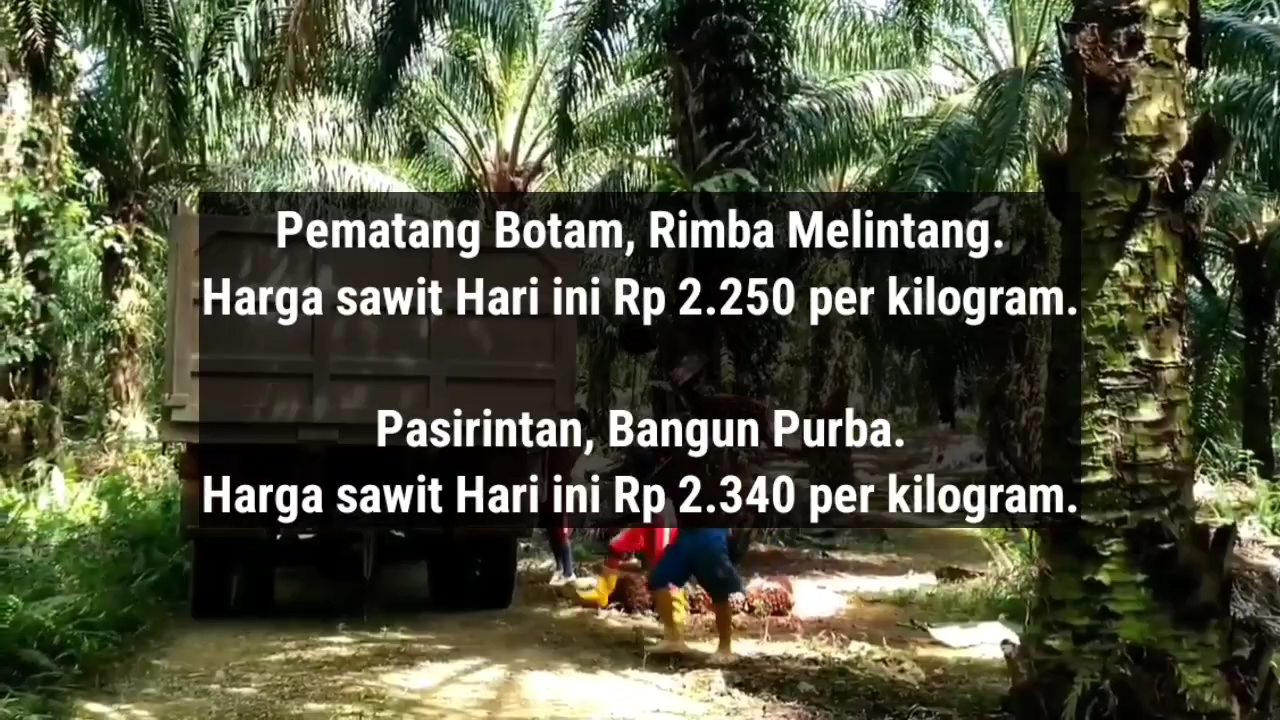 Pematang Botam, Rimba Melintang.
Harga sawit Hari ini Rp 2.250 per kilogram.
Pasirintan, Bangun Purba.
Harga sawit Hari ini Rp 2.340 per kilogram.